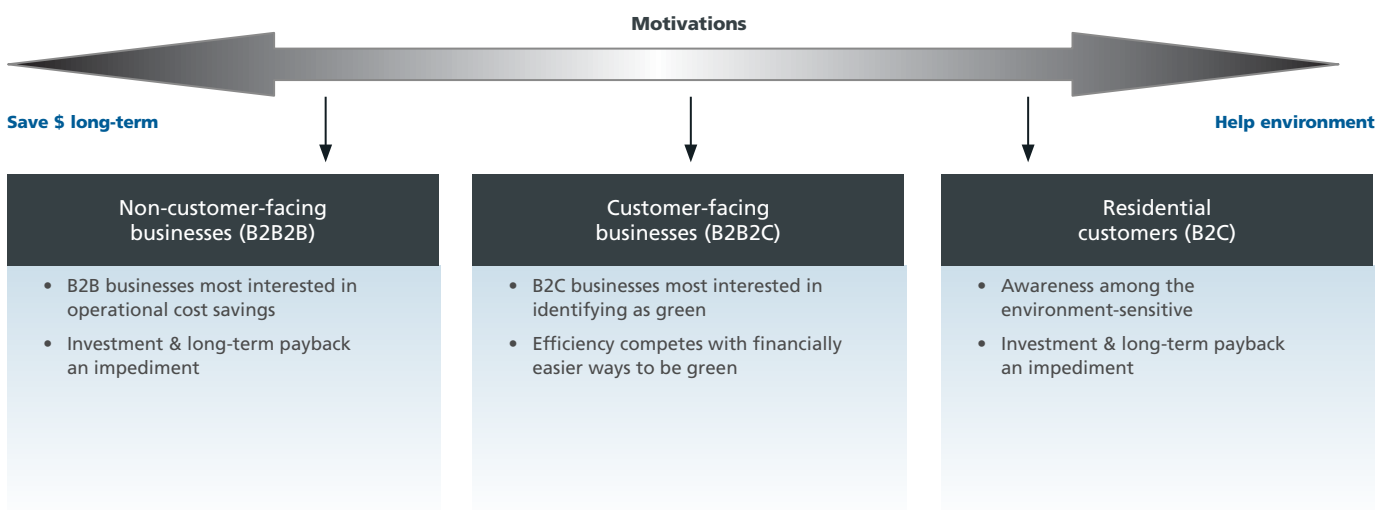 Motivations
Save $ long-term
Help environment
Non-customer-facing
businesses (B2B2B)
• B2B businesses most interested in
operational cost savings
• Investment & long-term payback
an impediment
Customer-facing
businesses (B2B2C)
• B2C businesses most interested in
identifying as green
• Efficiency competes with financially
easier ways to be green
Residential
customers (B2C)
• Awareness among the
environment-sensitive
• Investment & long-term payback
an impediment